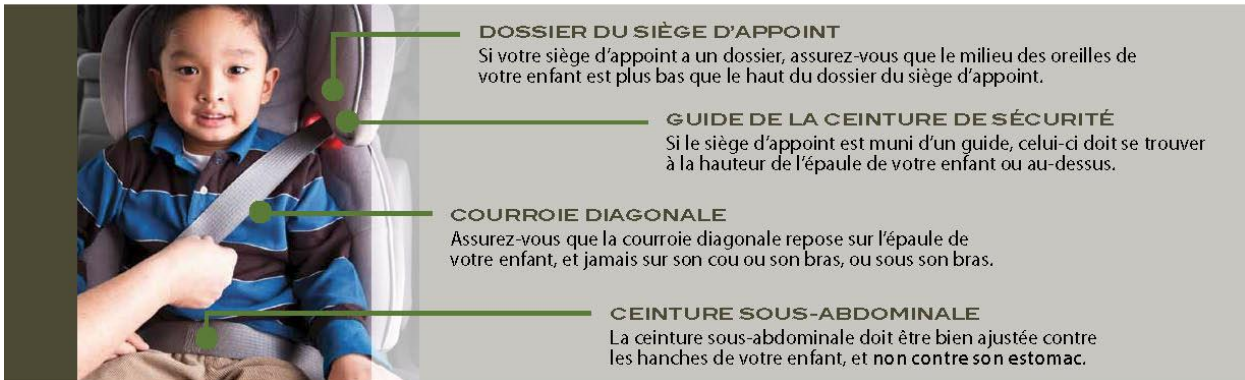 DOSSIER DU SIÈGE D'APPOINT
Si votre siège d'appoint a un dossier, assurez-vous que le milieu des oreilles de
votre enfant est plus bas que le haut du dossier du siège d'appoint.
GUIDE DE LA CEINTURE DE SÉCURITÉ
Si le siège d'appoint est muni d'un guide, celui-ci doit se trouver
à la hauteur de l'épaule de votre enfant ou au-dessus.
COURROIE DIAGONALE
Assurez-vous que la courroie diagonale repose sur l'épaule de
votre enfant, et jamais sur son cou ou son bras, ou sous son bras.
CEINTURE SOUS-ABDOMINALE
La ceinture sous-abdominale doit être bien ajustée contre
les hanches de votre enfant, et non contre son estomac.